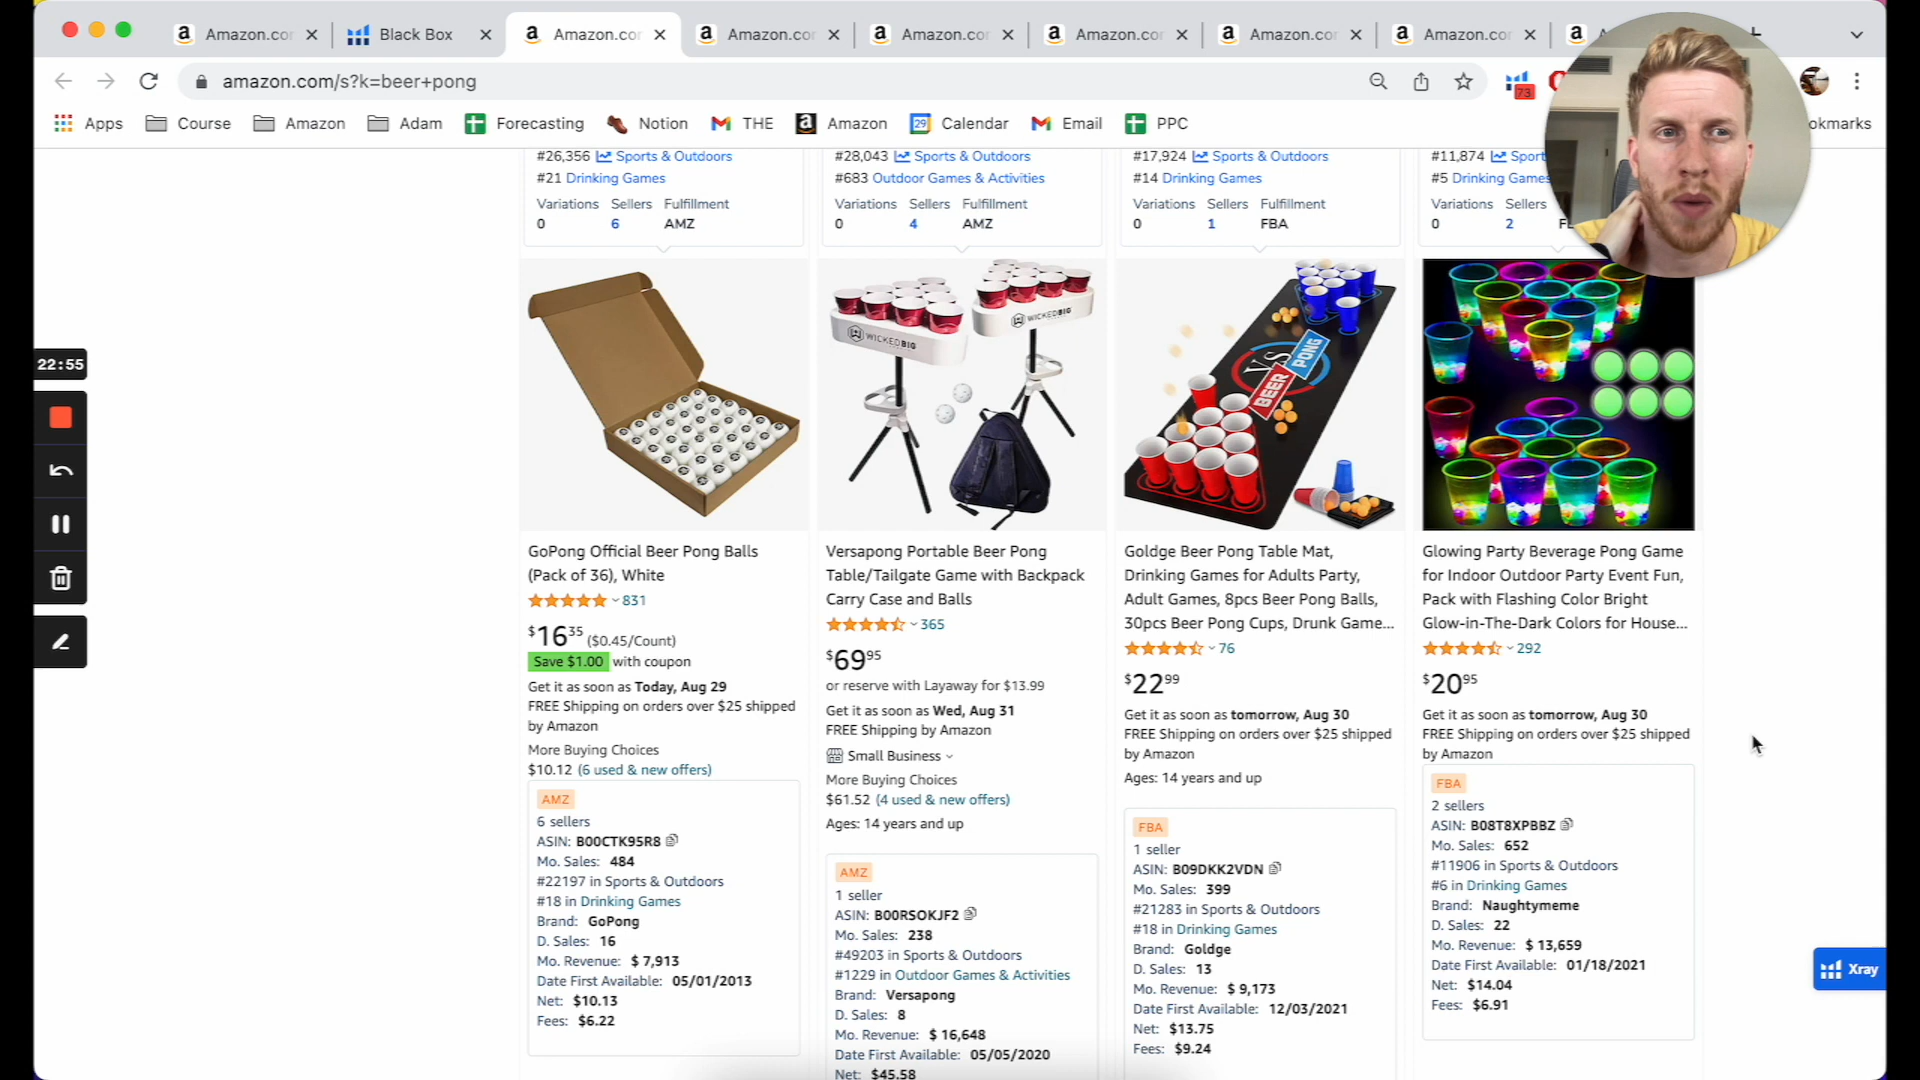 Amazon.co
Black Box
Amazon.co
Amazon.co
Amazon.co
Amazon.co
Amazon.co
Amazon.co
amazon.com/s?k=beer+pong
73
Apps
Course
Amazon
Adam
Forecasting
Notion
THE
Amazon
29
Calendar
Email
PPC
okmarks
#26,356 Sports & Outdoors
#21 Drinking Games
Variations Sellers Fulfillment
0 6 AMZ
#28,043 Sports & Outdoors
#683 Outdoor Games & Activities
Variations Sellers Fulfillment
0 4 AMZ
#17,924 Sports & Outdoors
#14 Drinking Games
Variations Sellers Fulfillment
0 1 FBA
#11,874 Sport
#5 Drinking Games
Variations Sellers
0 2
22:55
WICKEDBIG
WICKEDBIG
VS
BEER PONG
GoPong Official Beer Pong Balls
(Pack of 36), White
831
$16.35 ($0.45/Count)
Save $1.00 with coupon
Get it as soon as Today, Aug 29
FREE Shipping on orders over $25 shipped
by Amazon
More Buying Choices
$10.12 (6 used & new offers)
AMZ
6 sellers
ASIN: B00CTK95R8
Mo. Sales: 484
#22197 in Sports & Outdoors
#18 in Drinking Games
Brand: GoPong
D. Sales: 16
Mo. Revenue: $ 7,913
Date First Available: 05/01/2013
Net: $10.13
Fees: $6.22
Versapong Portable Beer Pong
Table/Tailgate Game with Backpack
Carry Case and Balls
365
$69.95
or reserve with Layaway for $13.99
Get it as soon as Wed, Aug 31
FREE Shipping by Amazon
Small Business
More Buying Choices
$61.52 (4 used & new offers)
Ages: 14 years and up
AMZ
1 seller
ASIN: B00RSOKJF2
Mo. Sales: 238
#49203 in Sports & Outdoors
#1229 in Outdoor Games & Activities
Brand: Versapong
D. Sales: 8
Mo. Revenue: $ 16,648
Date First Available: 05/05/2020
Net: $45.58
Goldge Beer Pong Table Mat,
Drinking Games for Adults Party,
Adult Games, 8pcs Beer Pong Balls,
30pcs Beer Pong Cups, Drunk Game...
76
$22.99
Get it as soon as tomorrow, Aug 30
FREE Shipping on orders over $25 shipped
by Amazon
Ages: 14 years and up
FBA
1 seller
ASIN: B09DKK2VDN
Mo. Sales: 399
#21283 in Sports & Outdoors
#18 in Drinking Games
Brand: Goldge
D. Sales: 13
Mo. Revenue: $ 9,173
Date First Available: 12/03/2021
Net: $13.75
Fees: $9.24
Glowing Party Beverage Pong Game
for Indoor Outdoor Party Event Fun,
Pack with Flashing Color Bright
Glow-in-The-Dark Colors for House...
292
$20.95
Get it as soon as tomorrow, Aug 30
FREE Shipping on orders over $25 shipped
by Amazon
FBA
2 sellers
ASIN: B08T8XPBBZ
Mo. Sales: 652
#11906 in Sports & Outdoors
#6 in Drinking Games
Brand: Naughtymeme
D. Sales: 22
Mo. Revenue: $ 13,659
Date First Available: 01/18/2021
Net: $14.04
Fees: $6.91
Xray